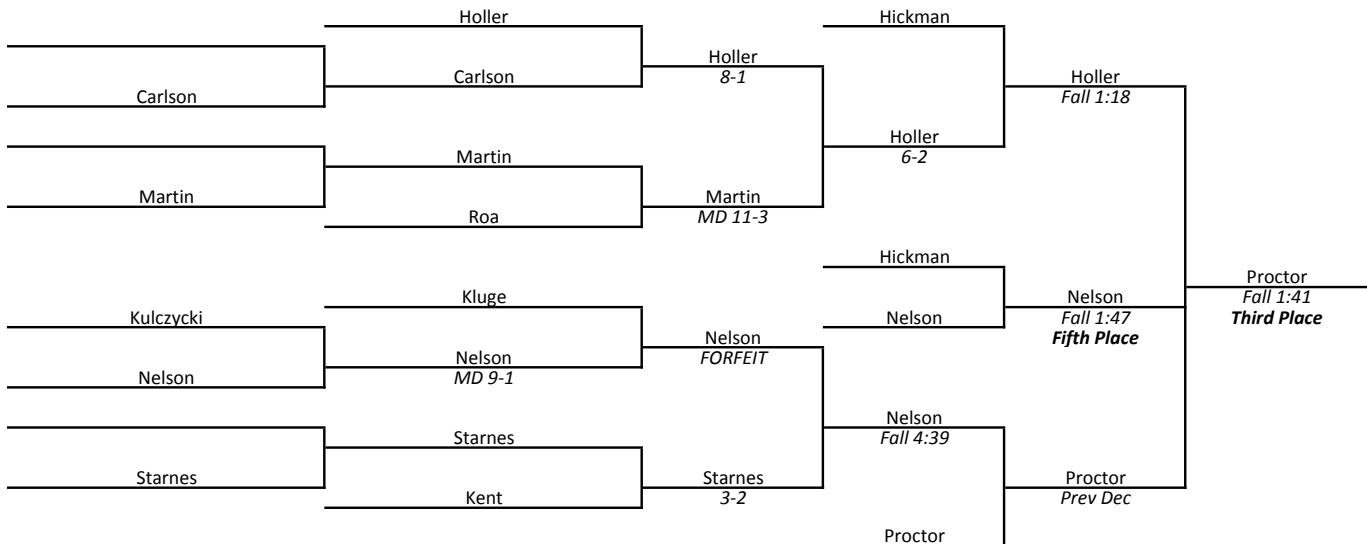 Holler
Hickman
Holler
8-1
Carlson
Holler
Fall 1:18
Carlson
Holler
6-2
Martin
Martin
Martin
MD 11-3
Roa
Hickman
Proctor
Fall 1:41
Third Place
Kluge
Nelson
Fall 1:47
Fifth Place
Kulczycki
Nelson
Nelson
FORFEIT
Nelson
MD 9-1
Nelson
Nelson
Fall 4:39
Starnes
Starnes
Starnes
3-2
Proctor
Prev Dec
Kent
Proctor